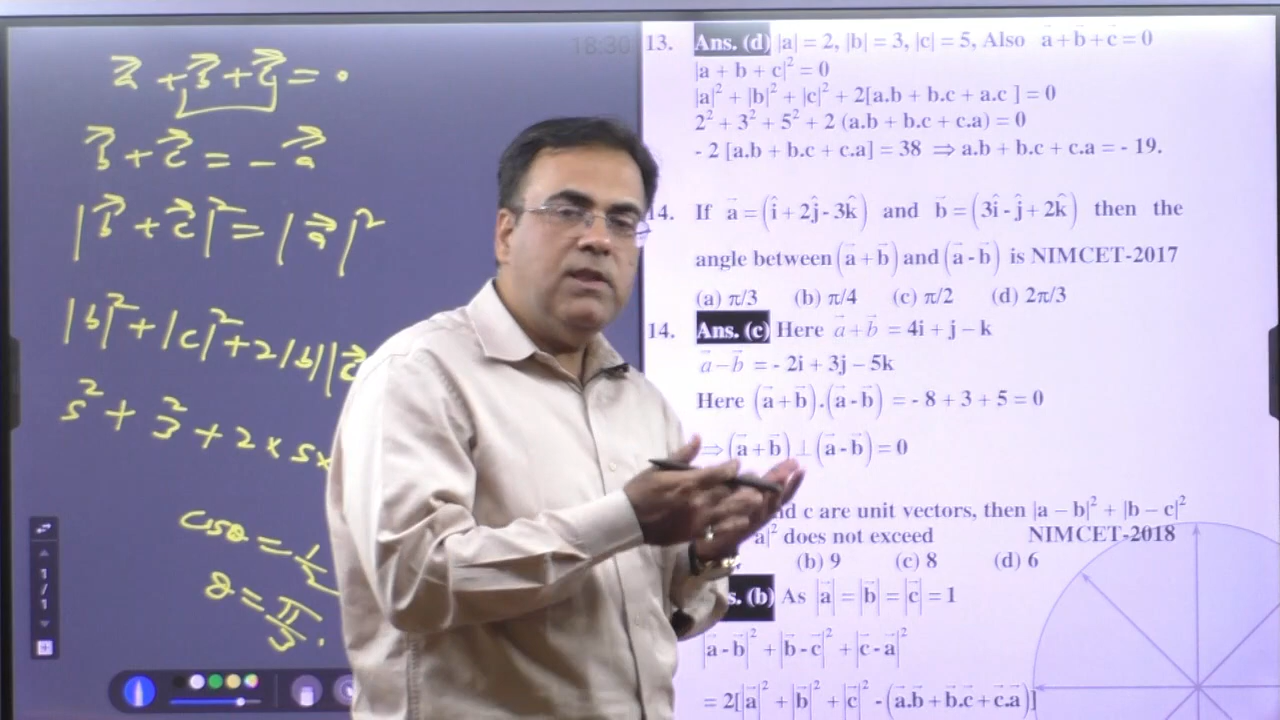 a⃗ + b⃗ + c⃗ = 0
b⃗ + c⃗ = - a⃗
|b⃗ + c⃗|² = |a⃗|²
|b|² + |c|² + 2|b||c⃗
5² + 3² + 2 × 5 ×
cosθ =
θ = π/3.
1
/
1
18:30
13. Ans. (d) |a| = 2, |b| = 3, |c| = 5, Also a⃗ + b⃗ + c⃗ = 0
|a + b + c|² = 0
|a|² + |b|² + |c|² + 2[a.b + b.c + a.c ] = 0
2² + 3² + 5² + 2 (a.b + b.c + c.a) = 0
- 2 [a.b + b.c + c.a] = 38 ⇒ a.b + b.c + c.a = - 19.
14. If a⃗ = (î + 2ĵ - 3k̂) and b⃗ = (3î - ĵ + 2k̂) then the
angle between (a⃗ + b⃗) and (a⃗ - b⃗) is NIMCET-2017
(a) π/3 (b) π/4 (c) π/2 (d) 2π/3
14. Ans. (c) Here a⃗ + b⃗ = 4i + j – k
a⃗ – b⃗ = - 2i + 3j – 5k
Here (a⃗ + b⃗).(a⃗ - b⃗) = - 8 + 3 + 5 = 0
⇒ (a⃗ + b⃗) ⊥ (a⃗ - b⃗) = 0
c are unit vectors, then |a – b|² + |b – c|²
a|² does not exceed NIMCET-2018
(b) 9 (c) 8 (d) 6
(b) As |a⃗| = |b⃗| = |c⃗| = 1
|a⃗ - b⃗|² + |b⃗ - c⃗|² + |c⃗ - a⃗|²
= 2[|a⃗|² + |b⃗|² + |c⃗|² - (a⃗.b⃗ + b⃗.c⃗ + c⃗.a⃗)]